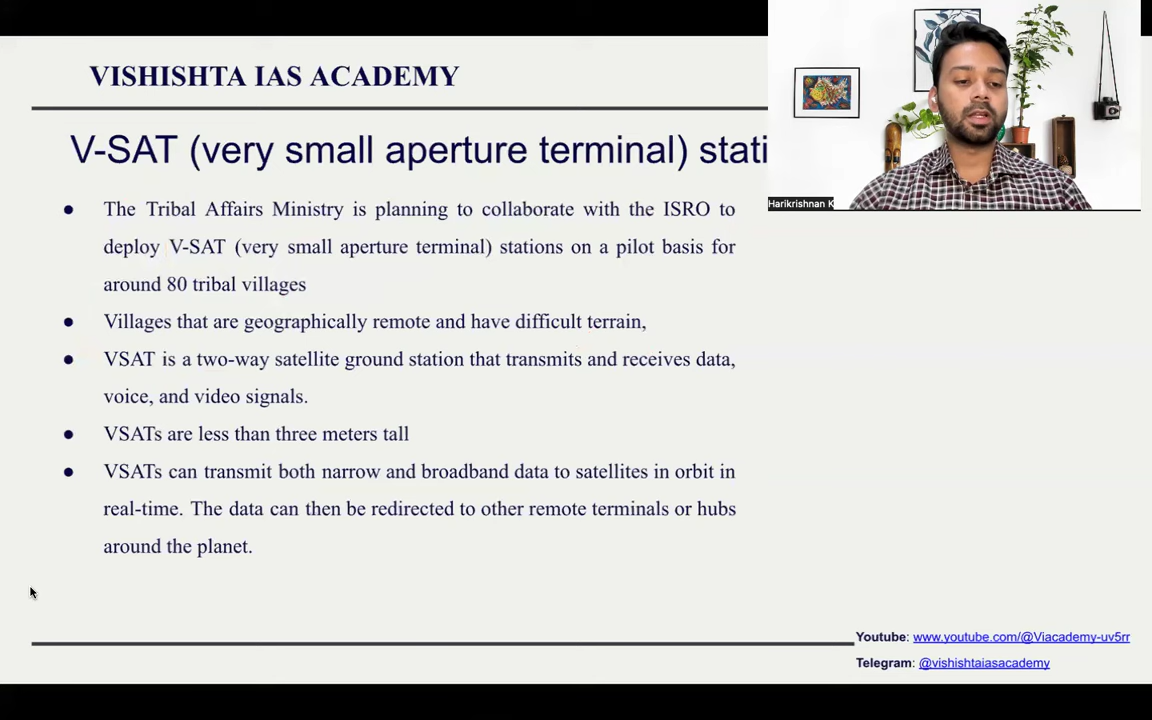 VISHISHTA IAS ACADEMY
V-SAT (very small aperture terminal) stati
● The Tribal Affairs Ministry is planning to collaborate with the ISRO to
deploy V-SAT (very small aperture terminal) stations on a pilot basis for
around 80 tribal villages
● Villages that are geographically remote and have difficult terrain,
● VSAT is a two-way satellite ground station that transmits and receives data,
voice, and video signals.
● VSATs are less than three meters tall
● VSATs can transmit both narrow and broadband data to satellites in orbit in
real-time. The data can then be redirected to other remote terminals or hubs
around the planet.
Harikrishnan K
Youtube: www.youtube.com/@Viacademy-uv5rr
Telegram: @vishishtaiasacademy